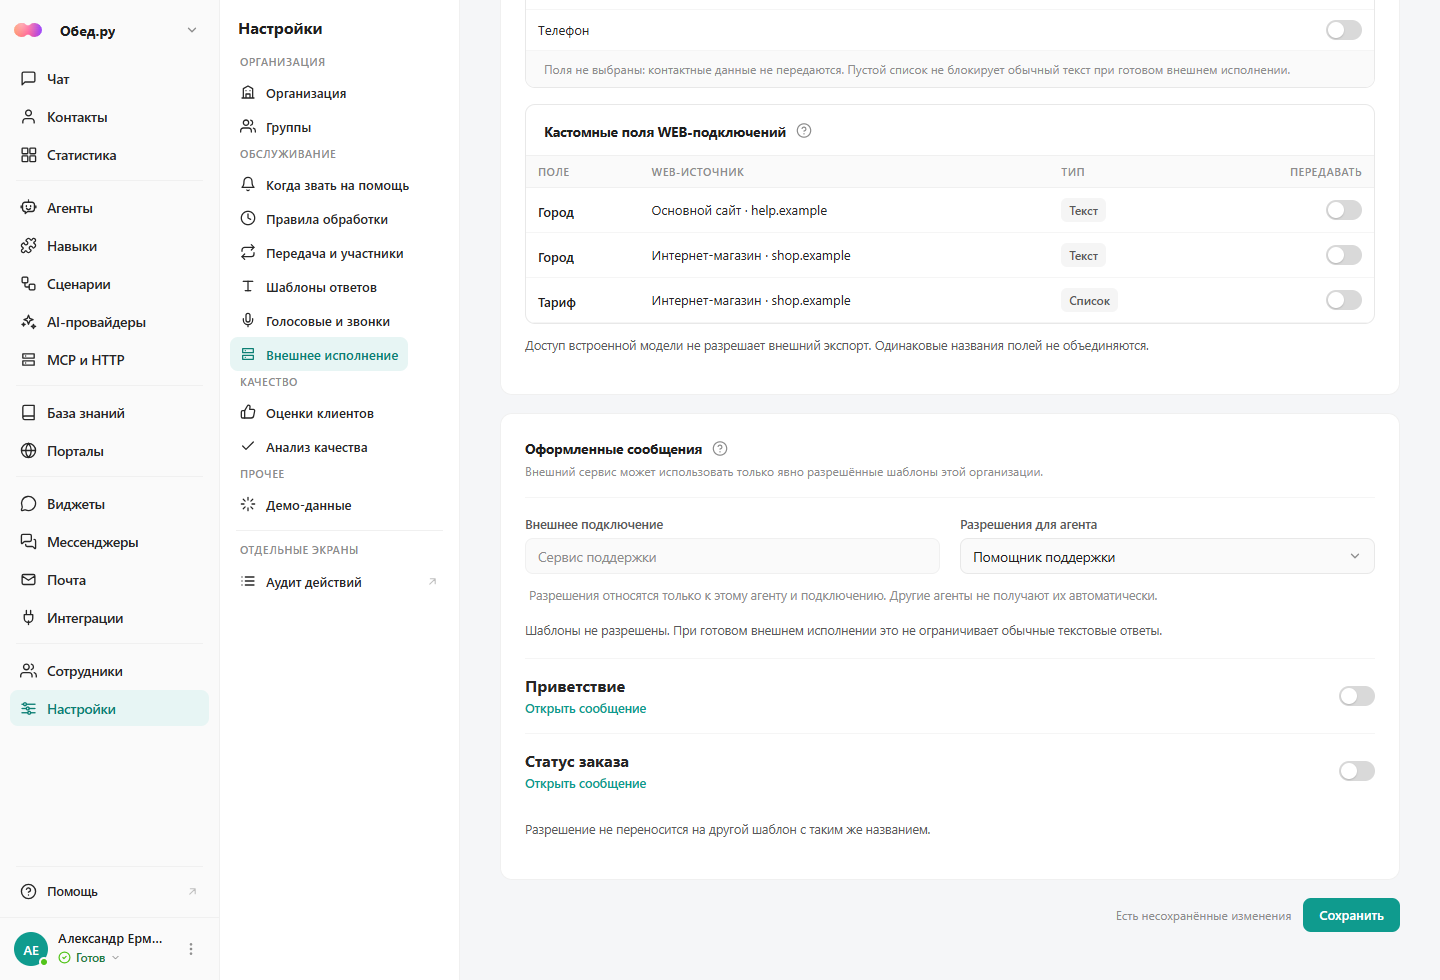 Обед.ру
Чат
Контакты
Статистика
Агенты
Навыки
Сценарии
AI-провайдеры
MCP и HTTP
База знаний
Порталы
Виджеты
Мессенджеры
Почта
Интеграции
Сотрудники
Настройки
Помощь
АЕ
Александр Ерм...
Готов
Настройки
ОРГАНИЗАЦИЯ
Организация
Группы
ОБСЛУЖИВАНИЕ
Когда звать на помощь
Правила обработки
Передача и участники
Шаблоны ответов
Голосовые и звонки
Внешнее исполнение
КАЧЕСТВО
Оценки клиентов
Анализ качества
ПРОЧЕЕ
Демо-данные
ОТДЕЛЬНЫЕ ЭКРАНЫ
Аудит действий
Телефон
Поля не выбраны: контактные данные не передаются. Пустой список не блокирует обычный текст при готовом внешнем исполнении.
Кастомные поля WEB-подключений
ПОЛЕ WEB-ИСТОЧНИК ТИП ПЕРЕДАВАТЬ
Город Основной сайт · help.example Текст
Город Интернет-магазин · shop.example Текст
Тариф Интернет-магазин · shop.example Список
Доступ встроенной модели не разрешает внешний экспорт. Одинаковые названия полей не объединяются.
Оформленные сообщения
Внешний сервис может использовать только явно разрешённые шаблоны этой организации.
Внешнее подключение Разрешения для агента
Сервис поддержки Помощник поддержки
Разрешения относятся только к этому агенту и подключению. Другие агенты не получают их автоматически.
Шаблоны не разрешены. При готовом внешнем исполнении это не ограничивает обычные текстовые ответы.
Приветствие
Открыть сообщение
Статус заказа
Открыть сообщение
Разрешение не переносится на другой шаблон с таким же названием.
Есть несохранённые изменения Сохранить